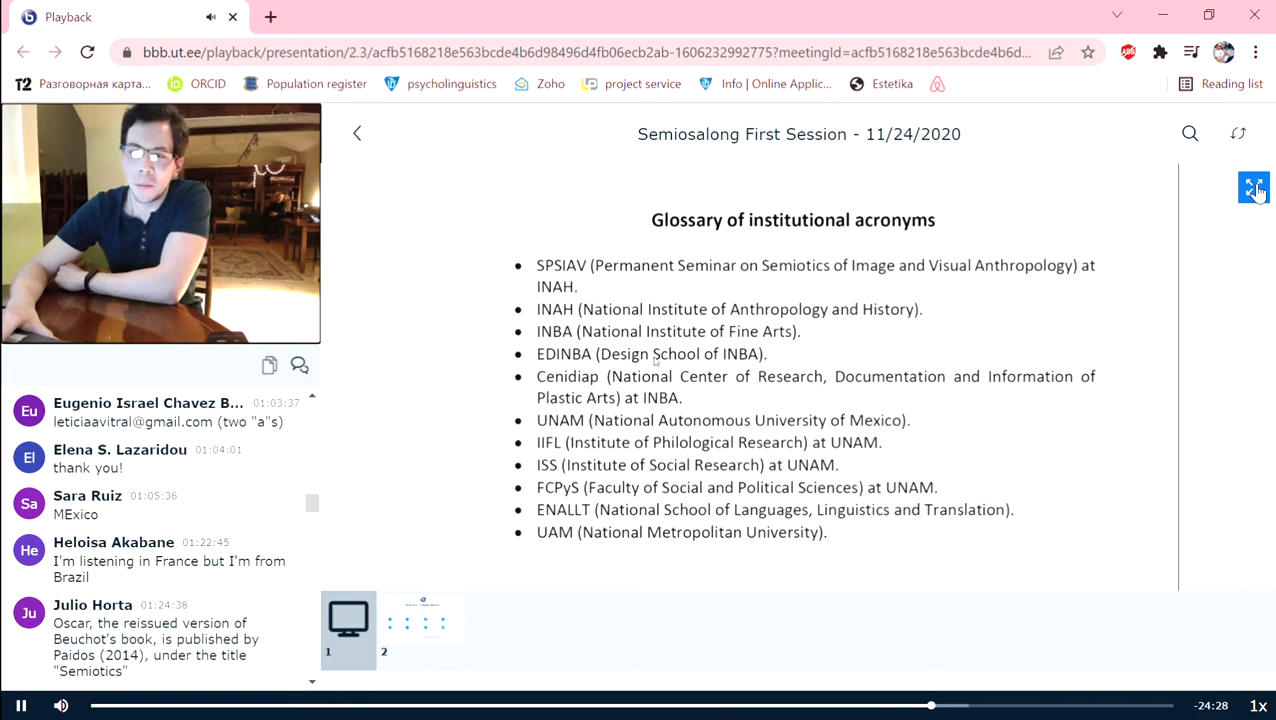 Playback
bbb.ut.ee/playback/presentation/2.3/acfb5168218e563bcde4b6d98496d4fb06ecb2ab-1606232992775?meetingId=acfb5168218e563bcde4b6d...
T2 Разговорная карта...
ORCID
Population register
psycholinguistics
Zoho
project service
Info | Online Applic...
Estetika
Reading list
Semiosalong First Session - 11/24/2020
Glossary of institutional acronyms
• SPSIAV (Permanent Seminar on Semiotics of Image and Visual Anthropology) at
INAH.
• INAH (National Institute of Anthropology and History).
• INBA (National Institute of Fine Arts).
• EDINBA (Design School of INBA).
• Cenidiap (National Center of Research, Documentation and Information of
Plastic Arts) at INBA.
• UNAM (National Autonomous University of Mexico).
• IIFL (Institute of Philological Research) at UNAM.
• ISS (Institute of Social Research) at UNAM.
• FCPyS (Faculty of Social and Political Sciences) at UNAM.
• ENALLT (National School of Languages, Linguistics and Translation).
• UAM (National Metropolitan University).
Eu
Eugenio Israel Chavez B... 01:03:37
leticiaavitral@gmail.com (two "a"s)
El
Elena S. Lazaridou 01:04:01
thank you!
Sa
Sara Ruiz 01:05:36
MExico
He
Heloisa Akabane 01:22:45
I'm listening in France but I'm from
Brazil
Ju
Julio Horta 01:24:38
Oscar, the reissued version of
Beuchot's book, is published by
Paidos (2014), under the title
"Semiotics"
1
2
-24:28
1x